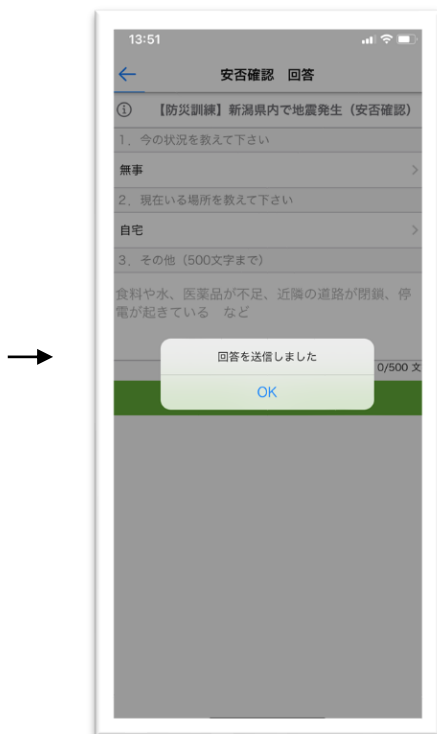 13:51
安否確認 回答
【防災訓練】新潟県内で地震発生（安否確認）
1．今の状況を教えて下さい
無事
2．現在いる場所を教えて下さい
自宅
3．その他（500文字まで）
食料や水、医薬品が不足、近隣の道路が閉鎖、停
電が起きている　など
回答を送信しました
0/500 文
OK